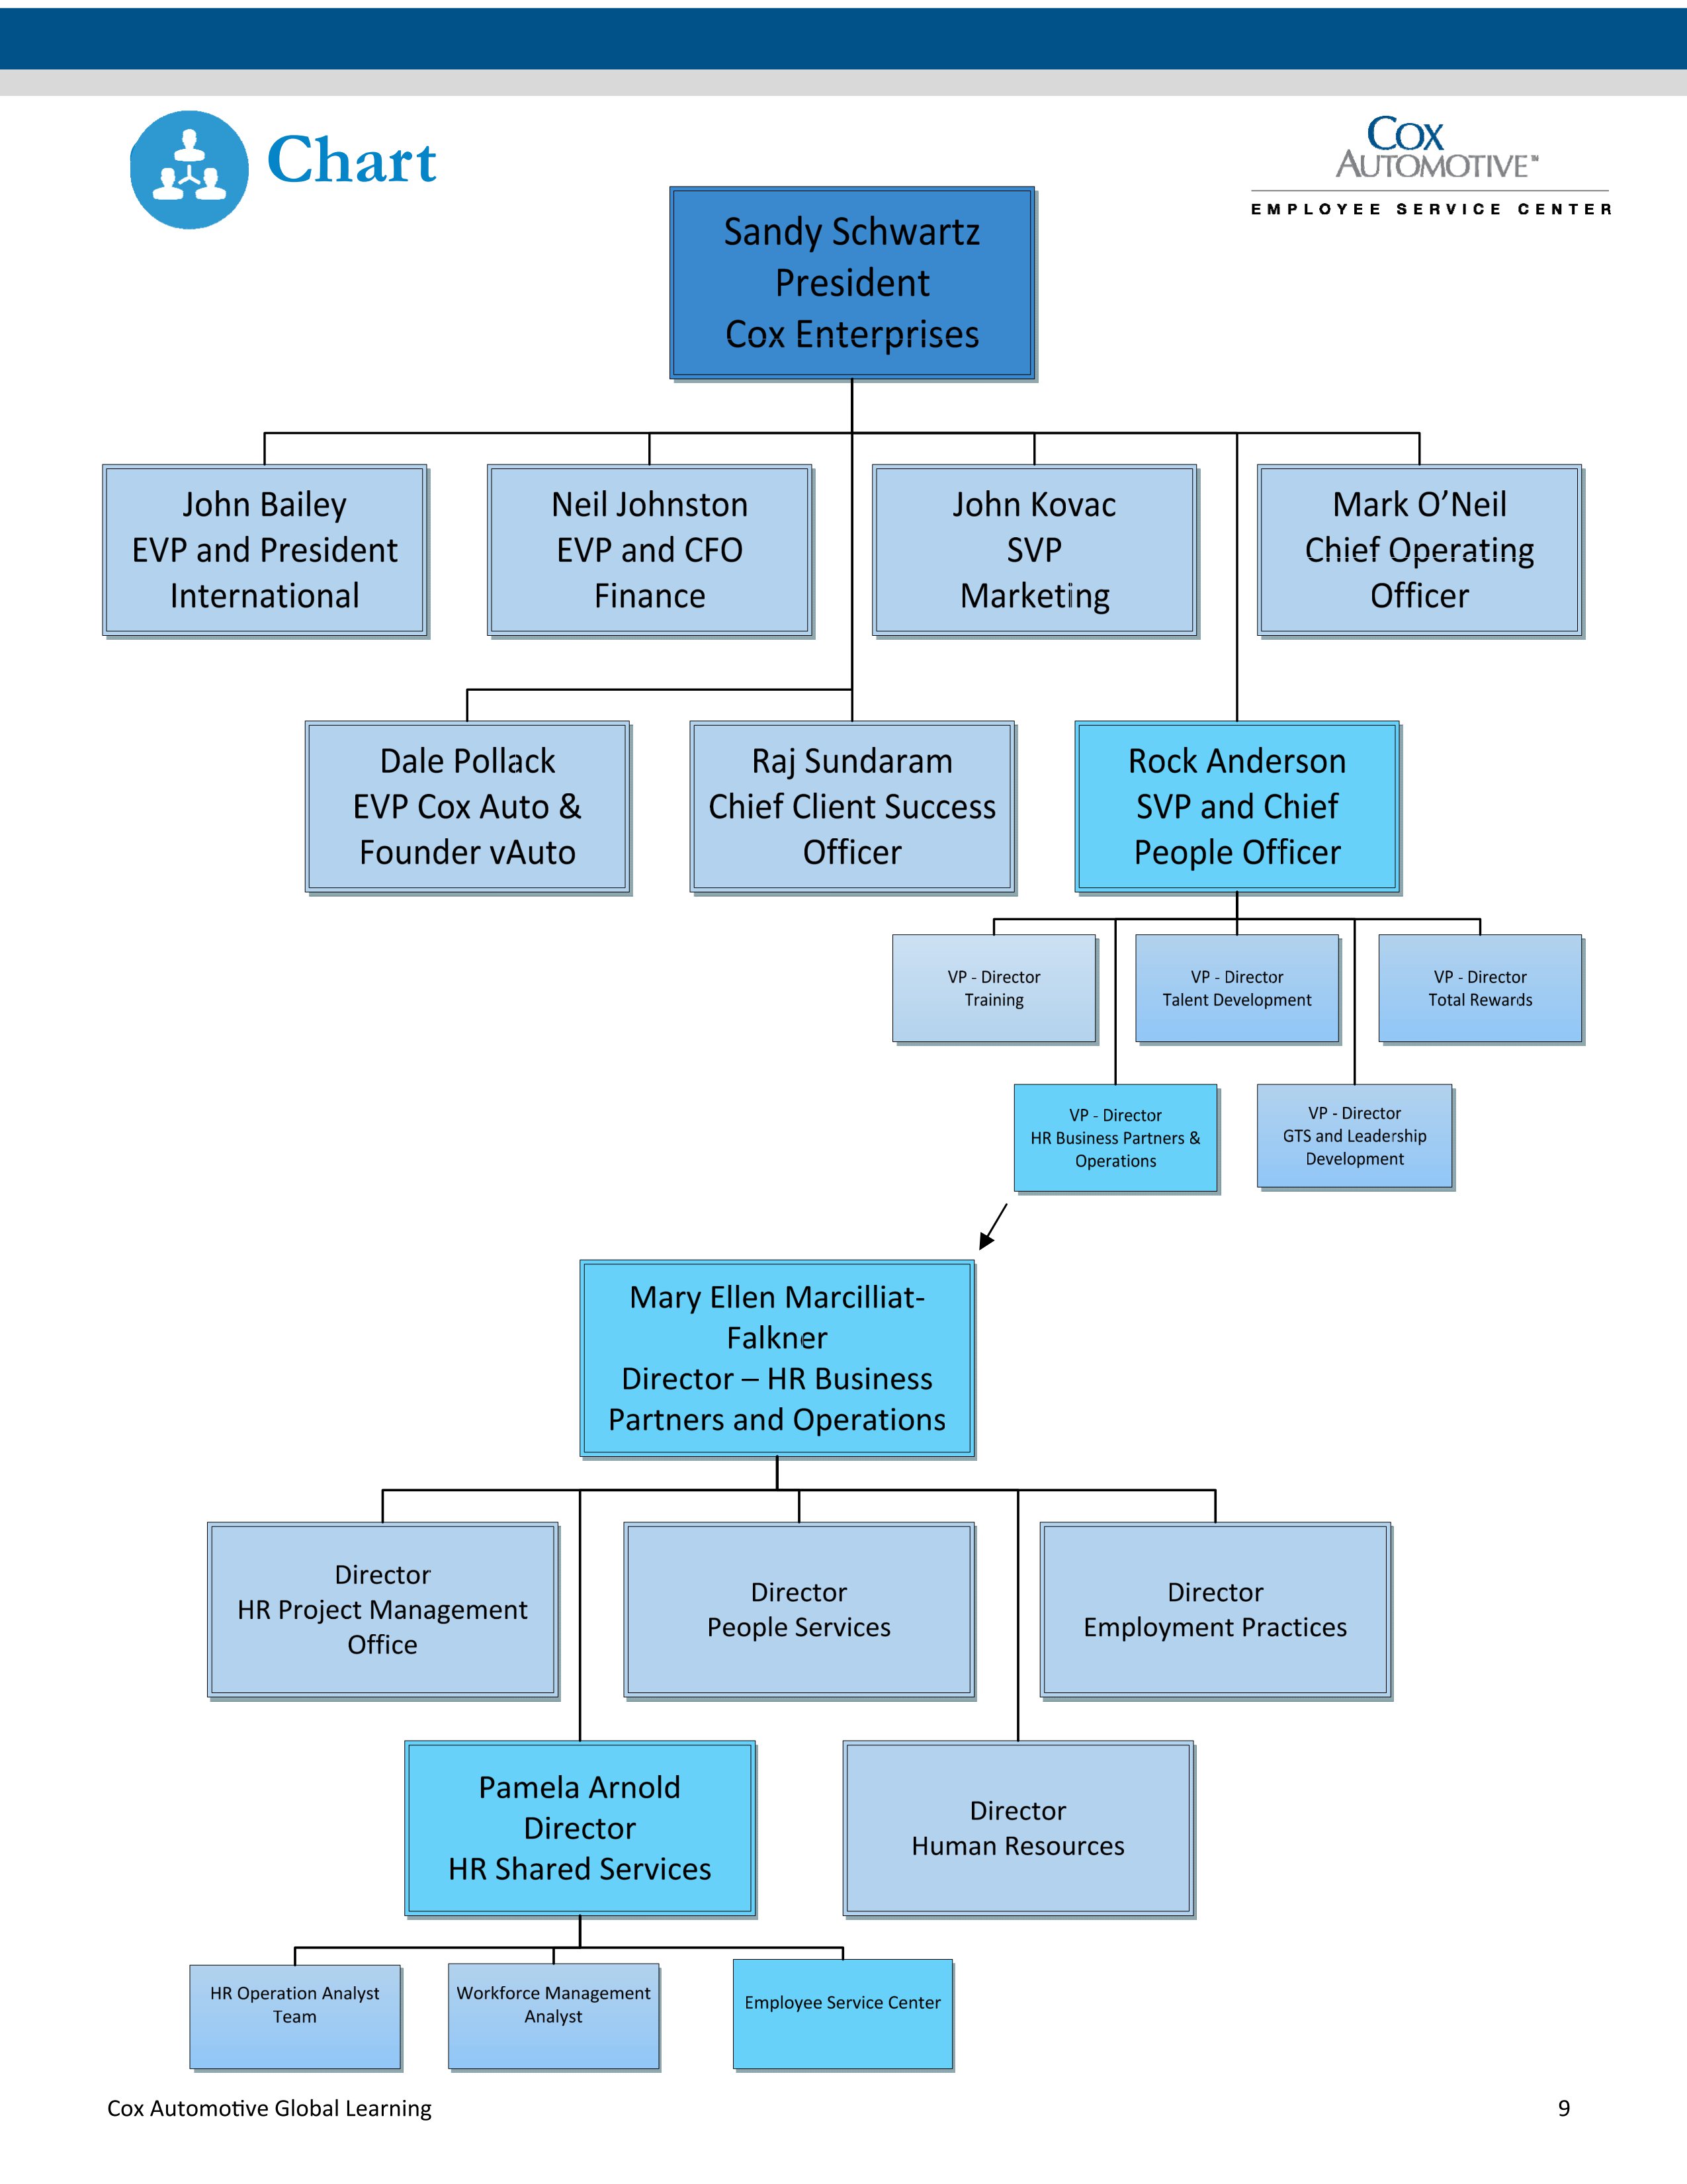 Chart
COX
AUTOMOTIVE™
EMPLOYEE SERVICE CENTER
Sandy Schwartz
President
Cox Enterprises
John Bailey
EVP and President
International
Neil Johnston
EVP and CFO
Finance
John Kovac
SVP
Marketing
Mark O’Neil
Chief Operating
Officer
Dale Pollack
EVP Cox Auto &
Founder vAuto
Raj Sundaram
Chief Client Success
Officer
Rock Anderson
SVP and Chief
People Officer
VP - Director
Training
VP - Director
Talent Development
VP - Director
Total Rewards
VP - Director
HR Business Partners &
Operations
VP - Director
GTS and Leadership
Development
Mary Ellen Marcilliat-
Falkner
Director – HR Business
Partners and Operations
Director
HR Project Management
Office
Director
People Services
Director
Employment Practices
Pamela Arnold
Director
HR Shared Services
Director
Human Resources
HR Operation Analyst
Team
Workforce Management
Analyst
Employee Service Center
Cox Automotive Global Learning
9